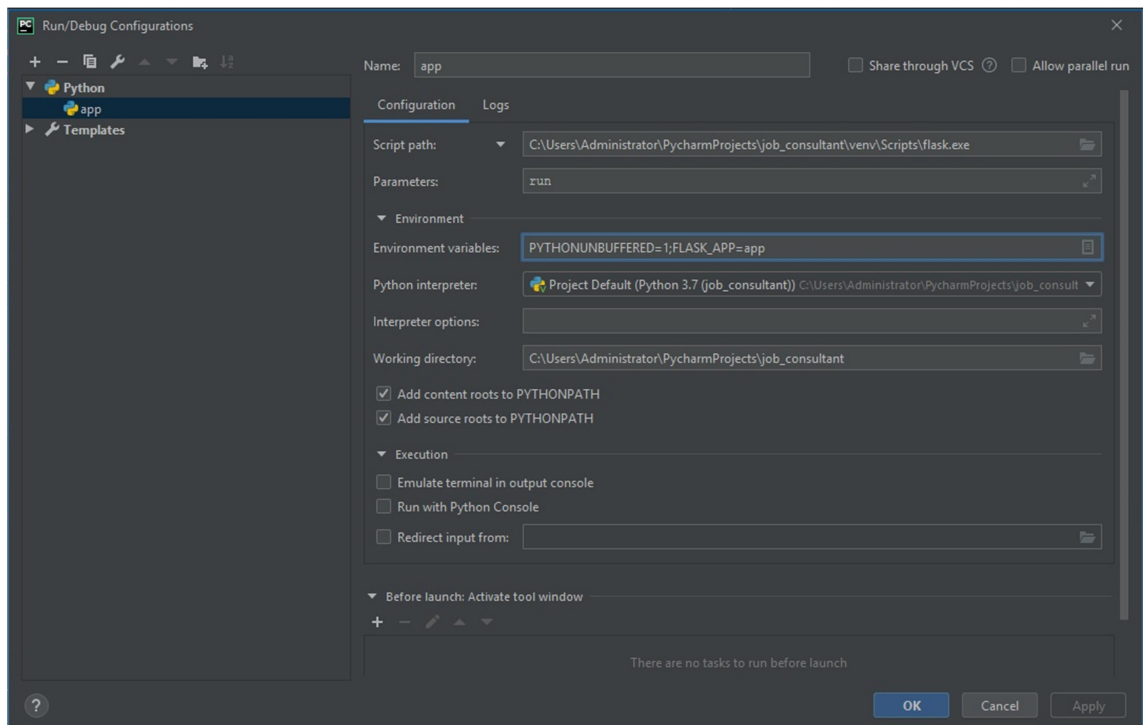 PC Run/Debug Configurations
Python
app
Templates
Name: app Share through VCS ? Allow parallel run
Configuration Logs
Script path: C:\Users\Administrator\PycharmProjects\job_consultant\venv\Scripts\flask.exe
Parameters: run
Environment
Environment variables: PYTHONUNBUFFERED=1;FLASK_APP=app
Python interpreter: Project Default (Python 3.7 (job_consultant)) C:\Users\Administrator\PycharmProjects\job_consult
Interpreter options:
Working directory: C:\Users\Administrator\PycharmProjects\job_consultant
Add content roots to PYTHONPATH
Add source roots to PYTHONPATH
Execution
Emulate terminal in output console
Run with Python Console
Redirect input from:
Before launch: Activate tool window
There are no tasks to run before launch
? OK Cancel Apply